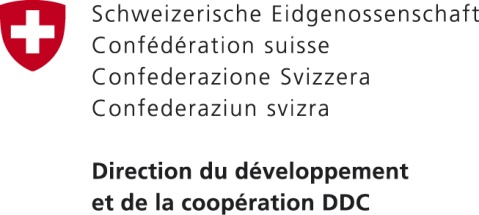 Schweizerische Eidgenossenschaft
Confédération suisse
Confederazione Svizzera
Confederaziun svizra
Direction du développement
et de la coopération DDC